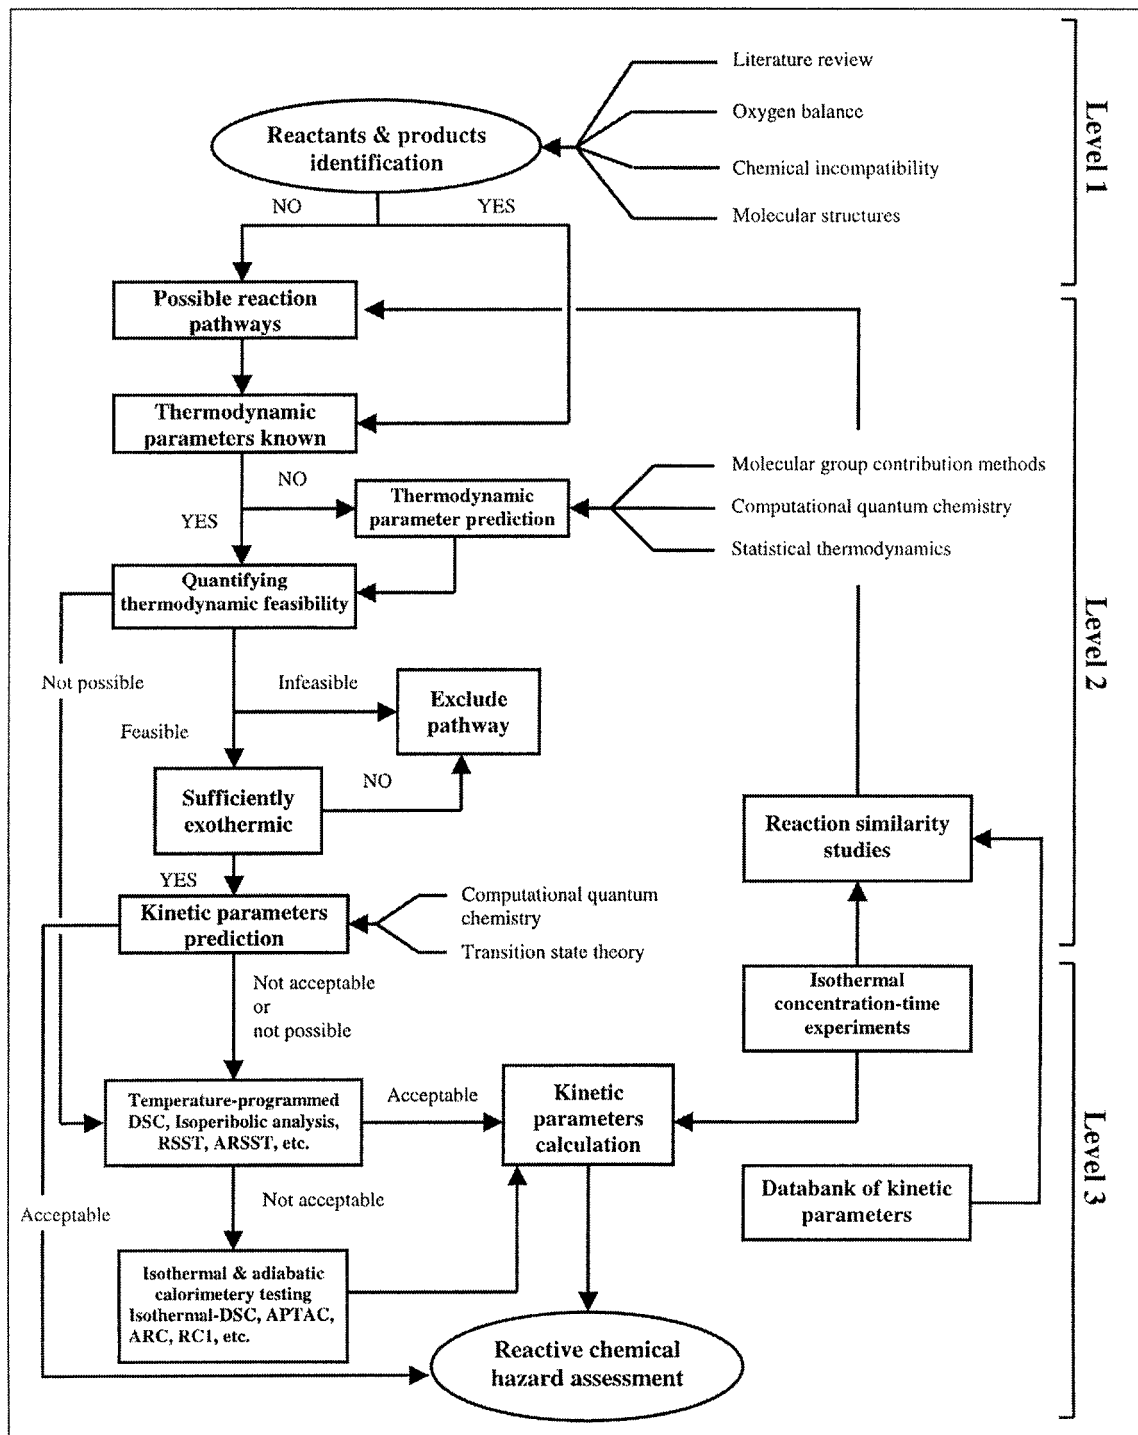 Literature review
Oxygen balance
Chemical incompatibility
Molecular structures
Level 1
Reactants & products
identification
NO
YES
Possible reaction
pathways
Thermodynamic
parameters known
NO
YES
Thermodynamic
parameter prediction
Molecular group contribution methods
Computational quantum chemistry
Statistical thermodynamics
Quantifying
thermodynamic feasibility
Level 2
Not possible
Infeasible
Feasible
Exclude
pathway
Sufficiently
exothermic
NO
YES
Reaction similarity
studies
Kinetic parameters
prediction
Computational quantum
chemistry
Transition state theory
Not acceptable
or
not possible
Isothermal
concentration-time
experiments
Temperature-programmed
DSC, Isoperibolic analysis,
RSST, ARSST, etc.
Acceptable
Kinetic
parameters
calculation
Level 3
Databank of kinetic
parameters
Not acceptable
Acceptable
Isothermal & adiabatic
calorimetery testing
Isothermal-DSC, APTAC,
ARC, RC1, etc.
Reactive chemical
hazard assessment